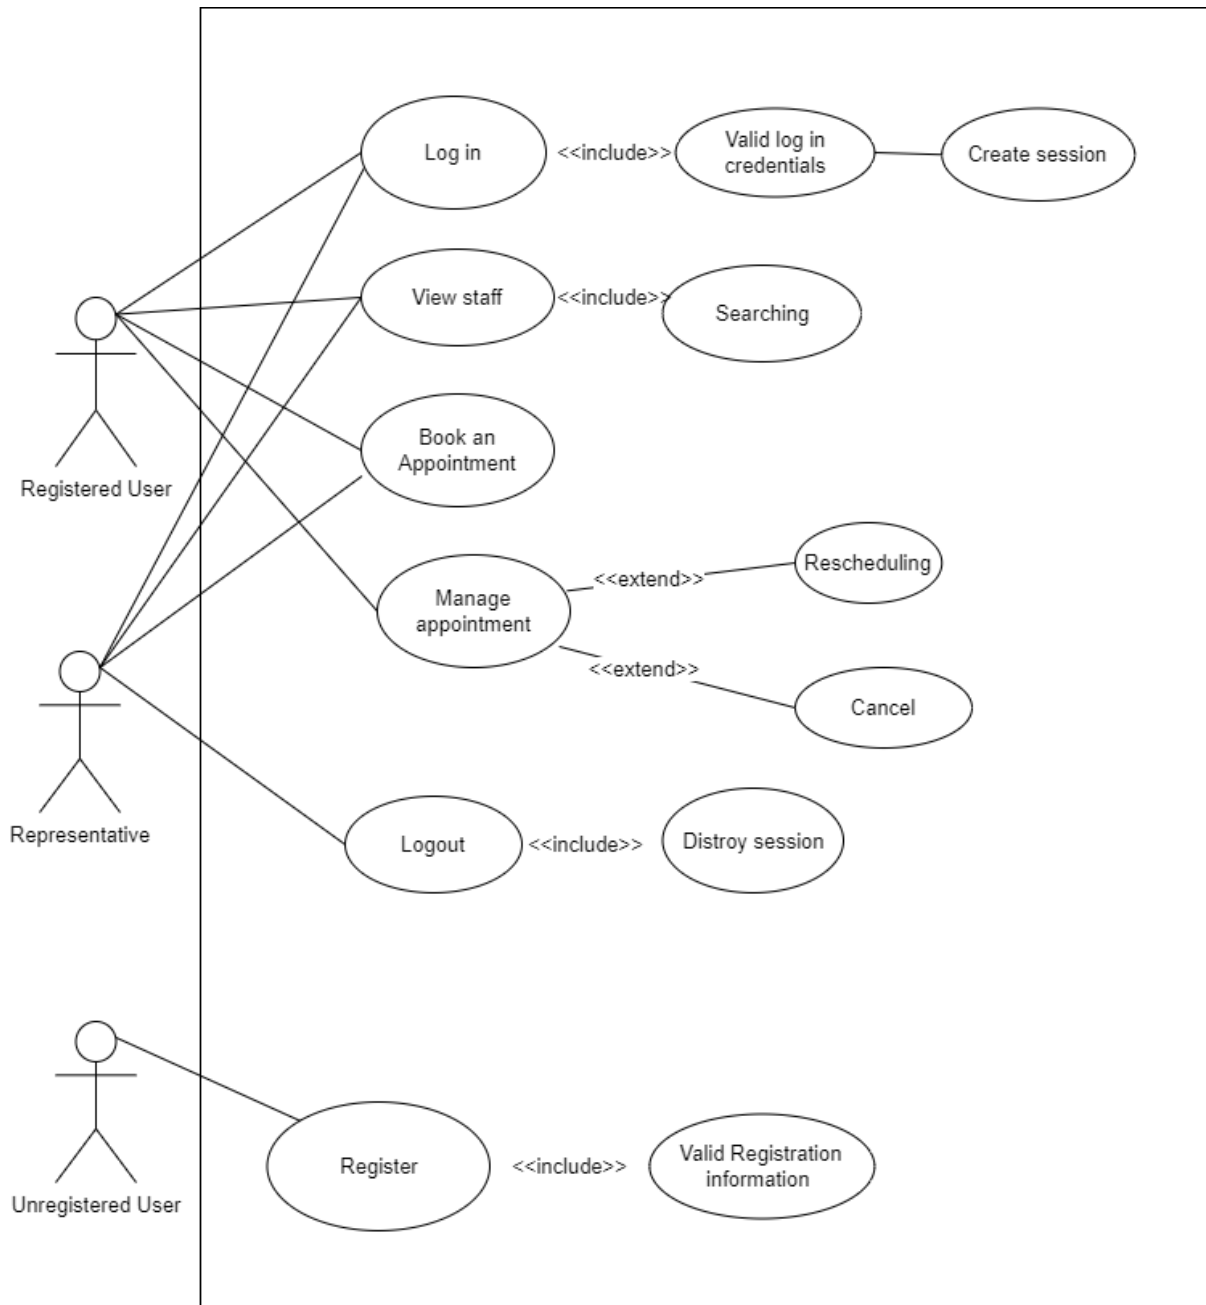 Log in
<<include>>
Valid log in
credentials
Create session
View staff
<<include>>
Searching
Registered User
Book an
Appointment
Manage
appointment
<<extend>>
Rescheduling
<<extend>>
Cancel
Representative
Logout
<<include>>
Distroy session
Unregistered User
Register
<<include>>
Valid Registration
information